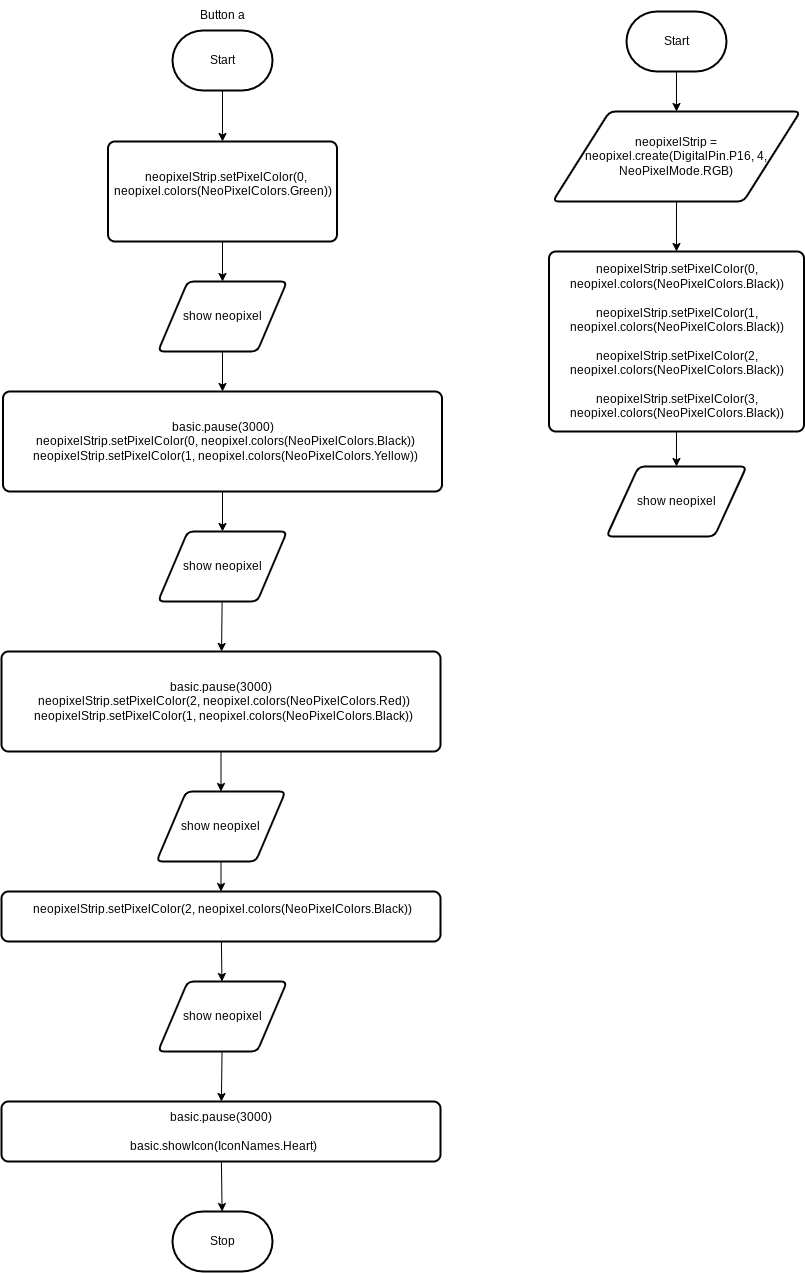 Button a
Start
neopixelStrip.setPixelColor(0,
neopixel.colors(NeoPixelColors.Green))
show neopixel
basic.pause(3000)
neopixelStrip.setPixelColor(0, neopixel.colors(NeoPixelColors.Black))
neopixelStrip.setPixelColor(1, neopixel.colors(NeoPixelColors.Yellow))
show neopixel
basic.pause(3000)
neopixelStrip.setPixelColor(2, neopixel.colors(NeoPixelColors.Red))
neopixelStrip.setPixelColor(1, neopixel.colors(NeoPixelColors.Black))
show neopixel
neopixelStrip.setPixelColor(2, neopixel.colors(NeoPixelColors.Black))
show neopixel
basic.pause(3000)
basic.showIcon(IconNames.Heart)
Stop
Start
neopixelStrip =
neopixel.create(DigitalPin.P16, 4,
NeoPixelMode.RGB)
neopixelStrip.setPixelColor(0,
neopixel.colors(NeoPixelColors.Black))
neopixelStrip.setPixelColor(1,
neopixel.colors(NeoPixelColors.Black))
neopixelStrip.setPixelColor(2,
neopixel.colors(NeoPixelColors.Black))
neopixelStrip.setPixelColor(3,
neopixel.colors(NeoPixelColors.Black))
show neopixel